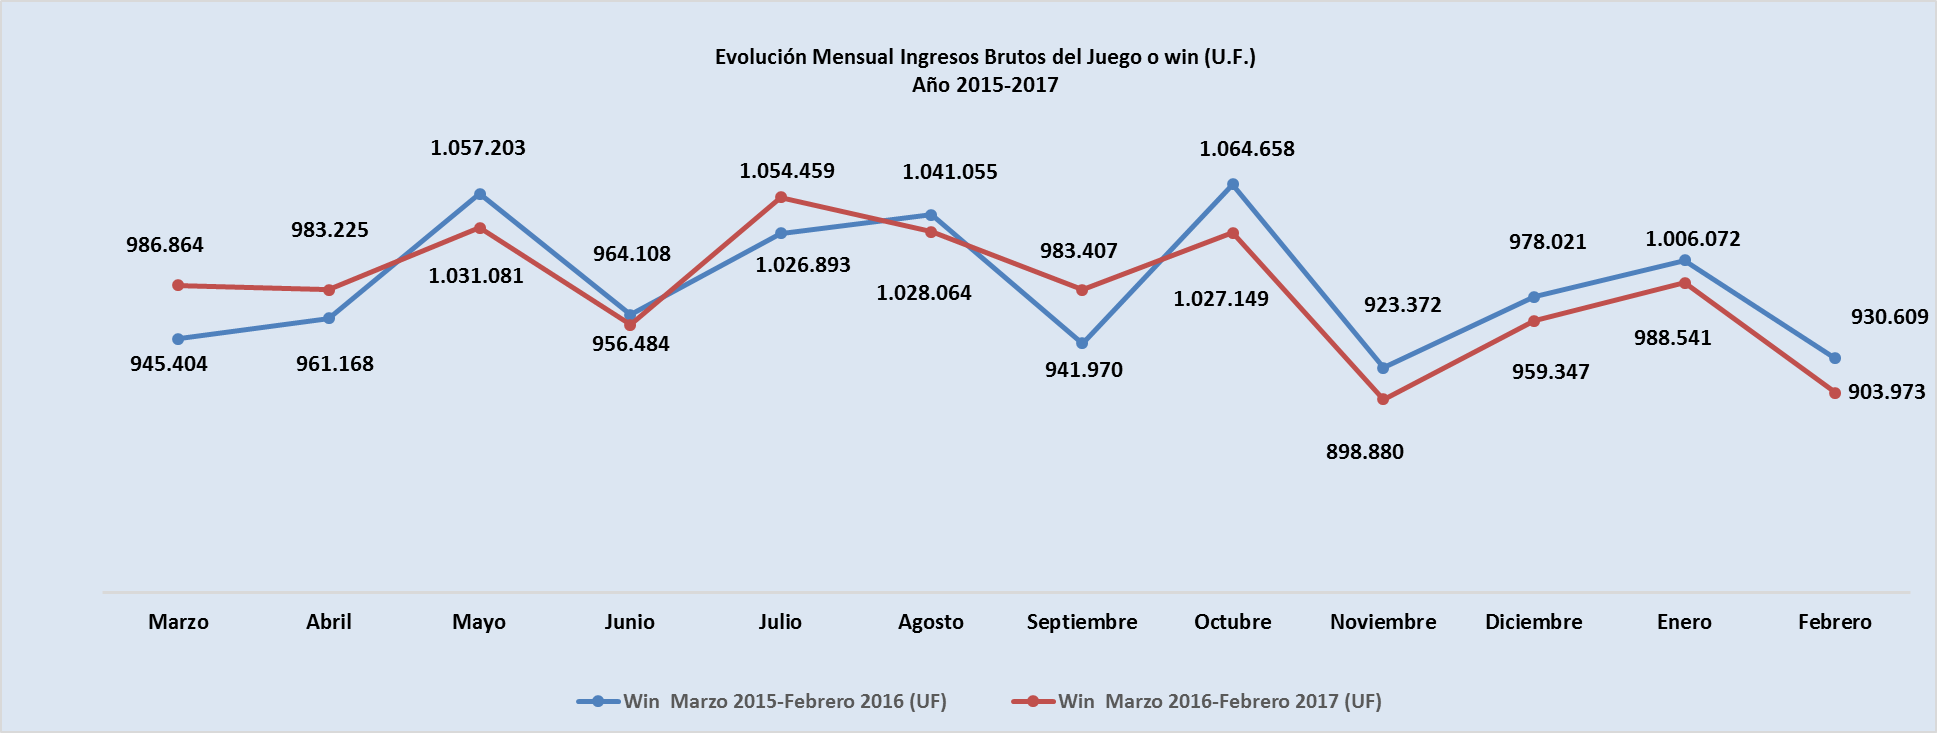 Evolución Mensual Ingresos Brutos del Juego o win (U.F.)
Año 2015-2017
1.057.203
1.064.658
1.054.459
1.041.055
986.864
983.225
964.108
983.407
978.021
1.006.072
1.031.081
1.026.893
1.028.064
1.027.149
923.372
930.609
945.404
961.168
956.484
941.970
959.347
988.541
903.973
898.880
Marzo
Abril
Mayo
Junio
Julio
Agosto
Septiembre
Octubre
Noviembre
Diciembre
Enero
Febrero
Win  Marzo 2015-Febrero 2016 (UF)
Win  Marzo 2016-Febrero 2017 (UF)